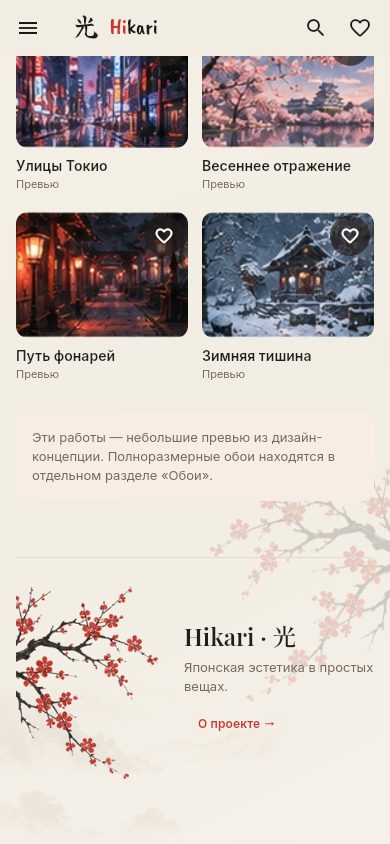 光 Hikari
Улицы Токио
Превью
Весеннее отражение
Превью
Путь фонарей
Превью
Зимняя тишина
Превью
Эти работы — небольшие превью из дизайн-
концепции. Полноразмерные обои находятся в
отдельном разделе «Обои».
Hikari · 光
Японская эстетика в простых
вещах.
О проекте →